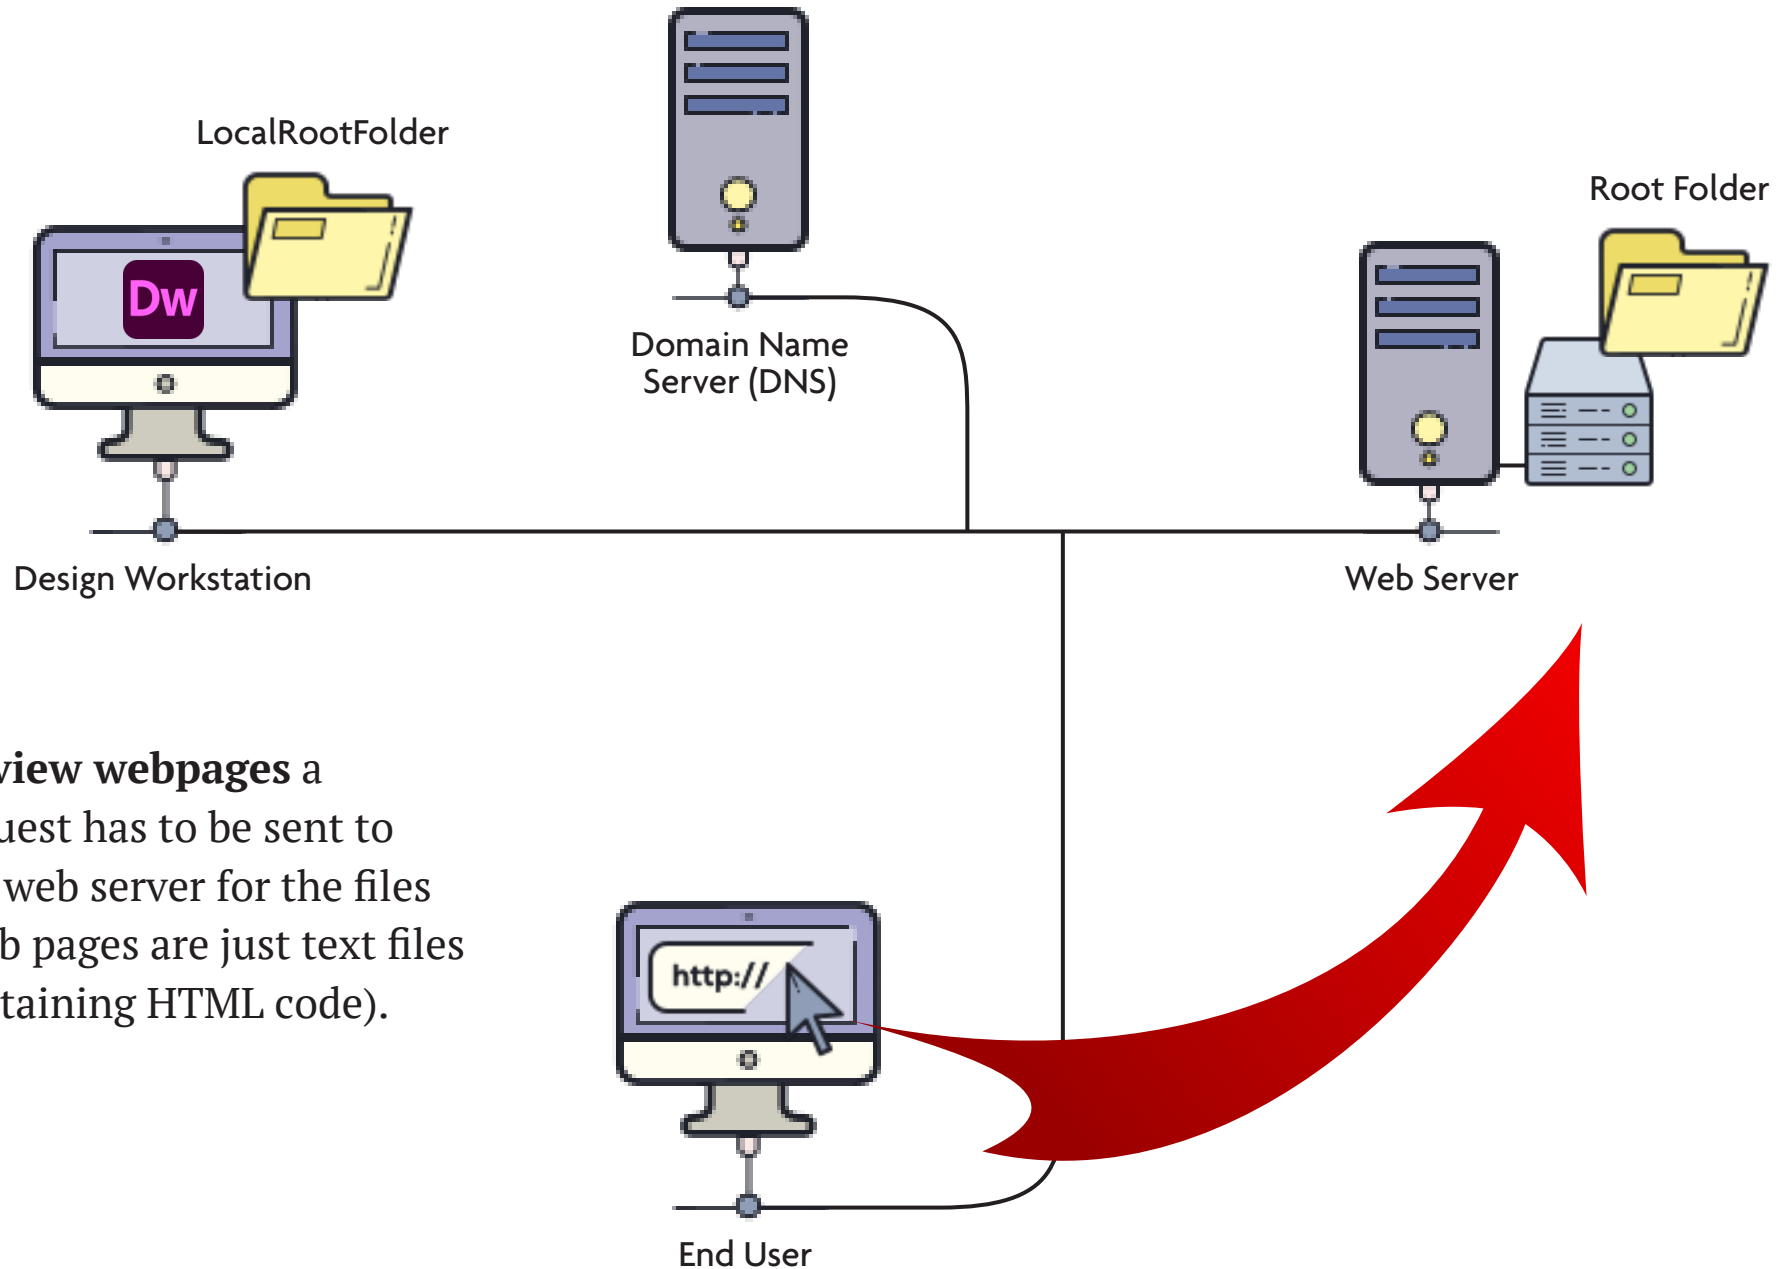 LocalRootFolder
Root Folder
Dw
Domain Name
Server (DNS)
Design Workstation
Web Server
view webpages a
uest has to be sent to
web server for the files
b pages are just text files
taining HTML code).
http://
End User